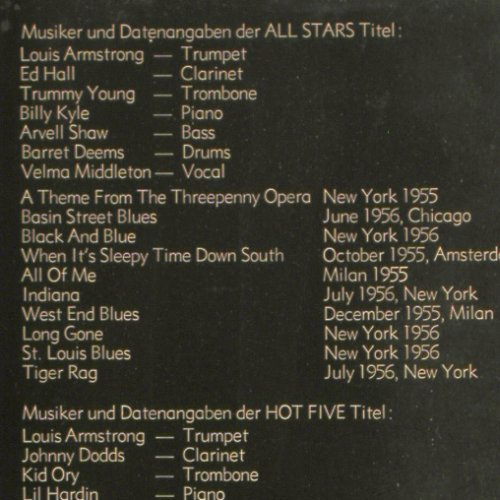 Musiker und Datenangaben der ALL STARS Titel:
Louis Armstrong — Trumpet
Ed Hall — Clarinet
Trummy Young — Trombone
Billy Kyle — Piano
Arvell Shaw — Bass
Barret Deems — Drums
Velma Middleton — Vocal
A Theme From The Threepenny Opera New York 1955
Basin Street Blues June 1956, Chicago
Black And Blue New York 1956
When It's Sleepy Time Down South October 1955, Amsterd
All Of Me Milan 1955
Indiana July 1956, New York
West End Blues December 1955, Milan
Long Gone New York 1956
St. Louis Blues New York 1956
Tiger Rag July 1956, New York
Musiker und Datenangaben der HOT FIVE Titel:
Louis Armstrong — Trumpet
Johnny Dodds — Clarinet
Kid Ory — Trombone
Lil Hardin — Piano